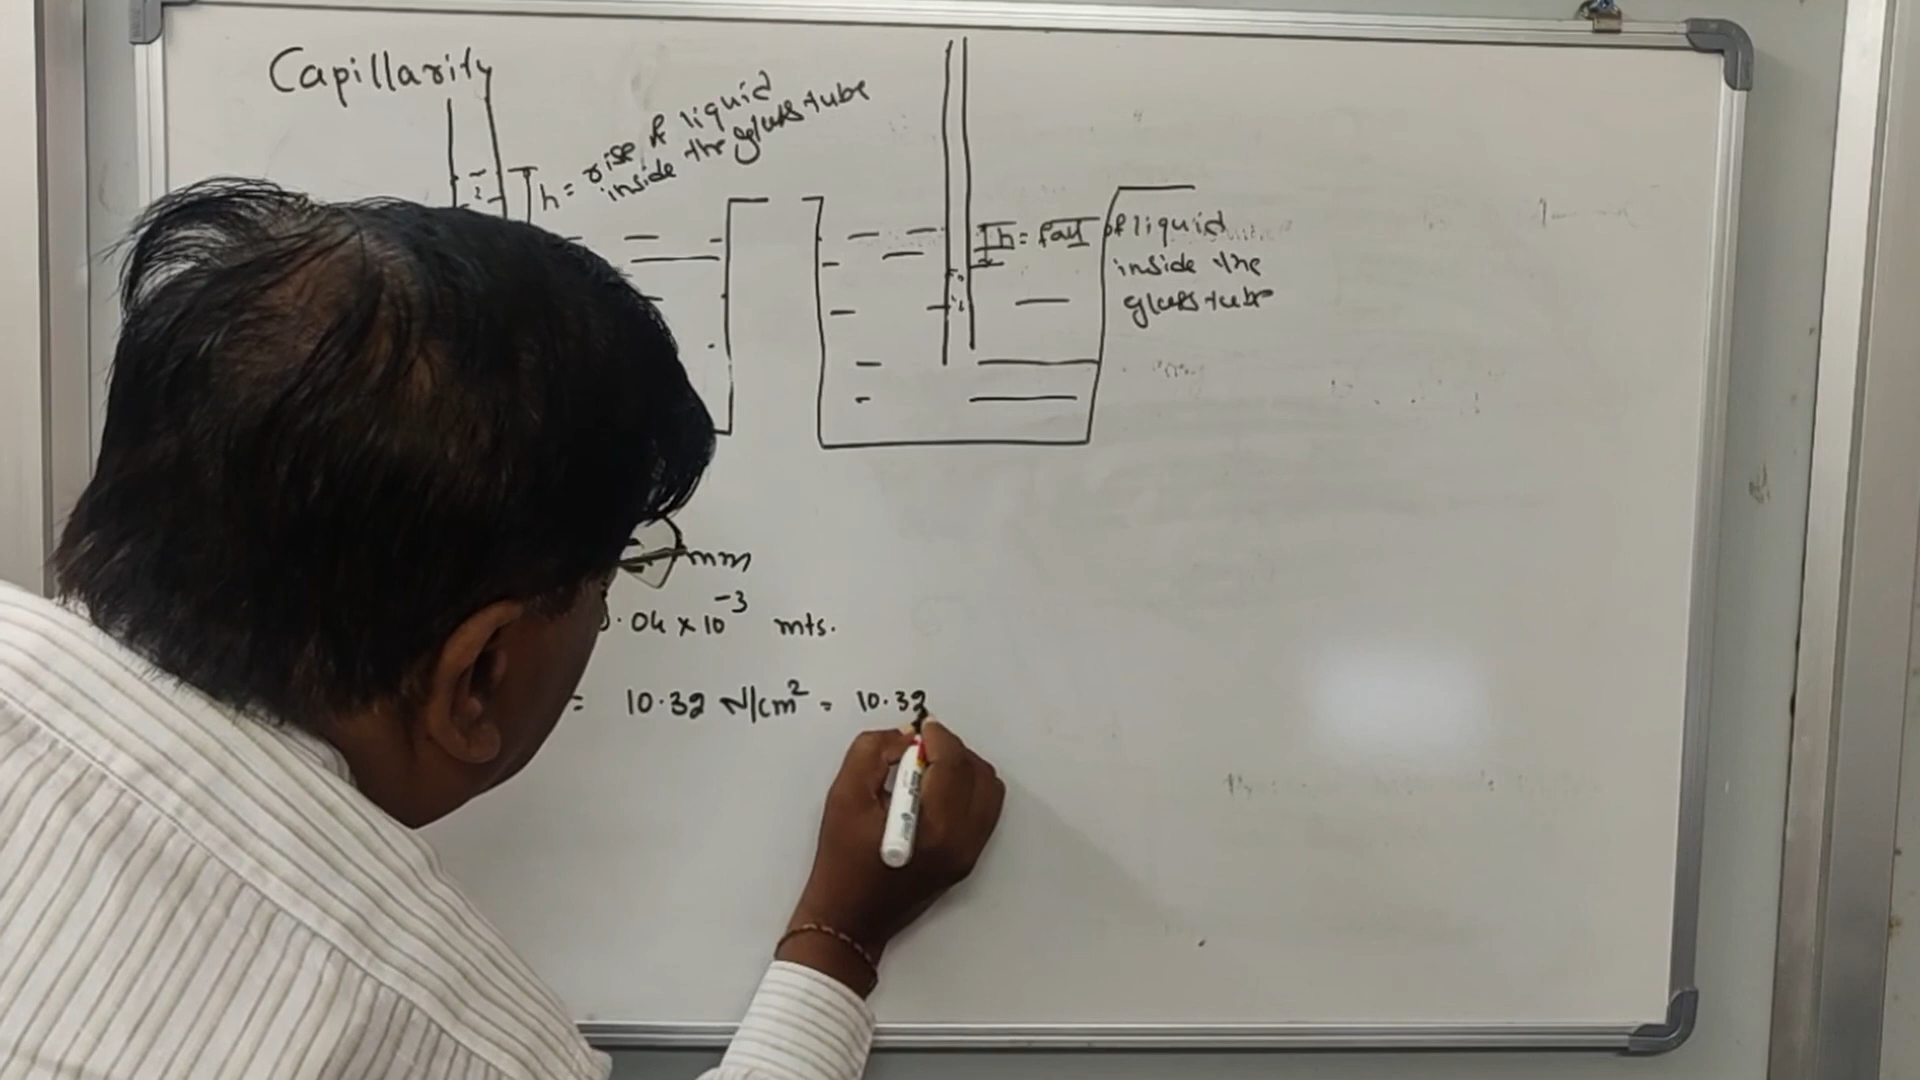 Capillarity
h = rise of liquid
inside the glass tube
h = fall of liquid
inside the
glass tube
mm
.04 x 10⁻³ mts.
= 10.32 N/cm² = 10.32